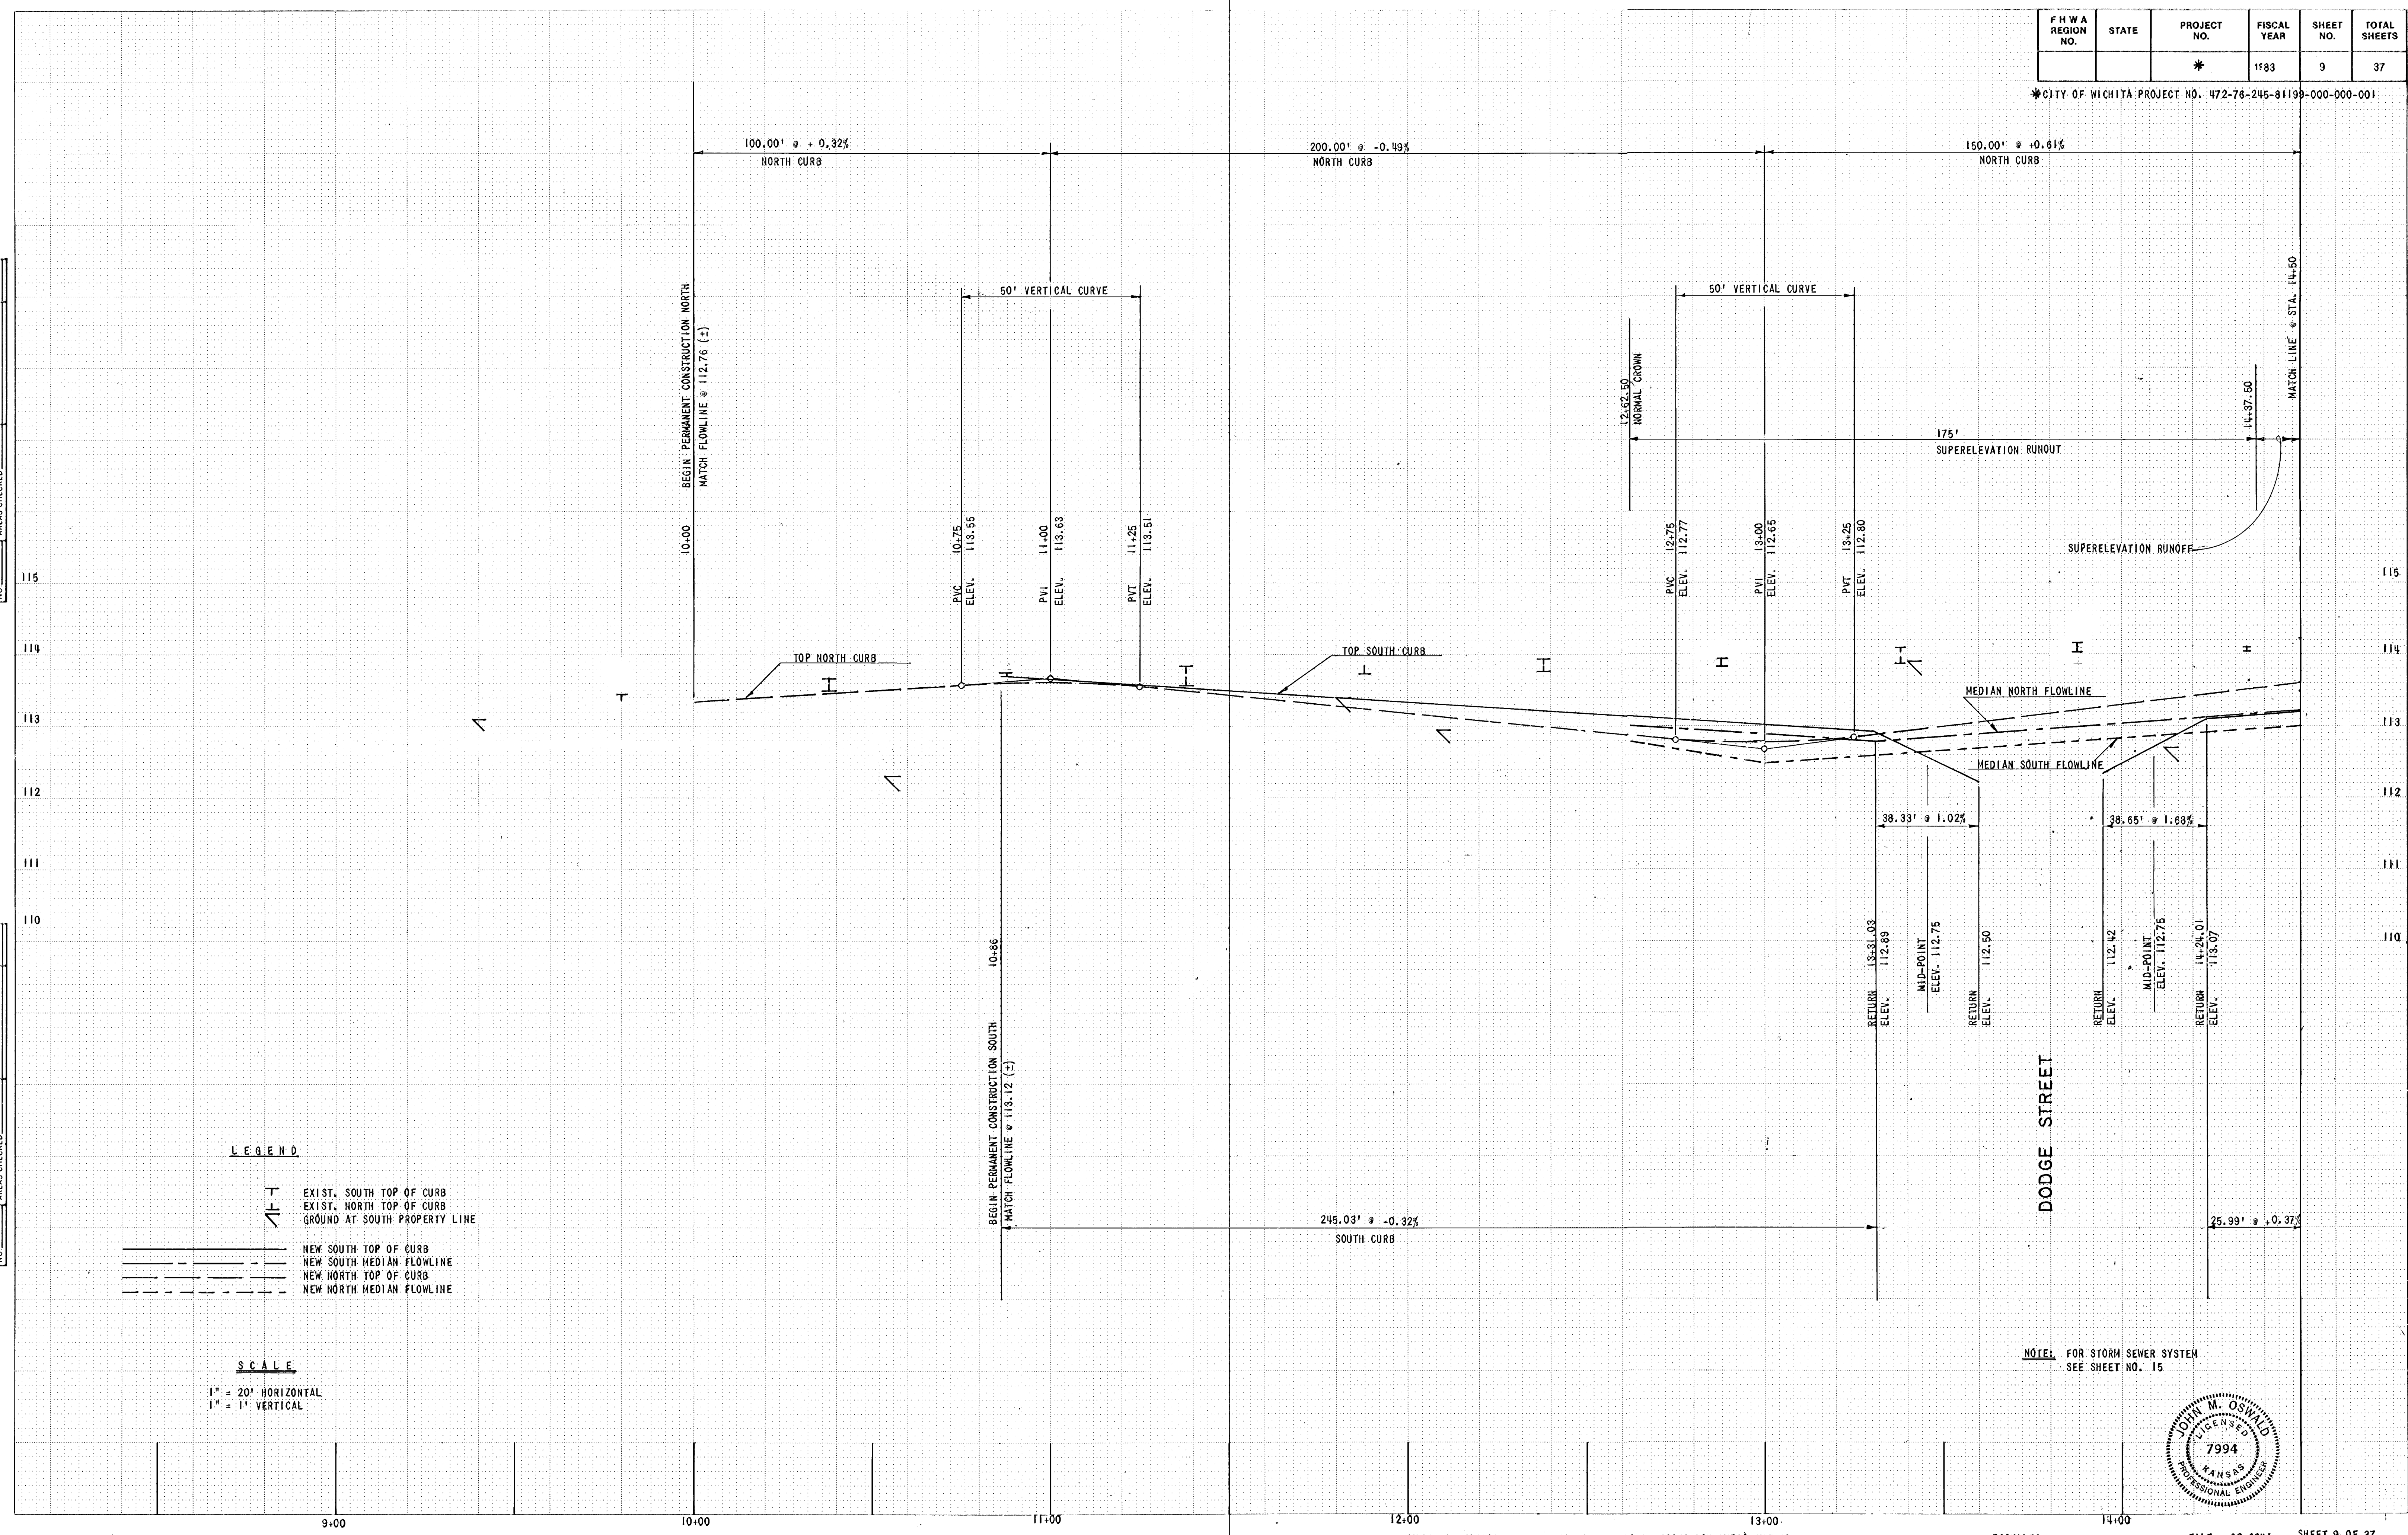 FHWA REGION NO.
STATE
PROJECT NO.
FISCAL YEAR
SHEET NO.
TOTAL SHEETS
*
1983
9
37
*CITY OF WICHITA PROJECT NO. 472-76-245-81199-000-000-001
100.00' @ + 0.32%
NORTH CURB
200.00' @ -0.49%
NORTH CURB
150.00' @ +0.61%
NORTH CURB
BEGIN PERMANENT CONSTRUCTION NORTH
MATCH FLOWLINE @ 112.76 (±)
10+00
50' VERTICAL CURVE
50' VERTICAL CURVE
12+62.50
NORMAL CROWN
14+37.50
MATCH LINE @ STA. 14+50
175'
SUPERELEVATION RUNOUT
SUPERELEVATION RUNOFF
PVC 10+75
ELEV. 113.55
PVI 11+00
ELEV. 113.63
PVT 11+25
ELEV. 113.51
PVC 12+75
ELEV. 112.77
PVI 13+00
ELEV. 112.65
PVT 13+25
ELEV. 112.80
115
114
113
112
111
110
115
114
113
112
111
110
TOP NORTH CURB
TOP SOUTH CURB
MEDIAN NORTH FLOWLINE
MEDIAN SOUTH FLOWLINE
38.33' @ 1.02%
38.65' @ 1.68%
RETURN 13+31.03
ELEV. 112.89
MID-POINT
ELEV. 112.75
RETURN
ELEV. 112.50
RETURN
ELEV. 112.42
MID-POINT
ELEV. 112.75
RETURN 14+24.01
ELEV. 113.07
10+86
BEGIN PERMANENT CONSTRUCTION SOUTH
MATCH FLOWLINE @ 113.12 (±)
DODGE STREET
245.03' @ -0.32%
SOUTH CURB
25.99' @ +0.37%
LEGEND
EXIST. SOUTH TOP OF CURB
EXIST. NORTH TOP OF CURB
GROUND AT SOUTH PROPERTY LINE
NEW SOUTH TOP OF CURB
NEW SOUTH MEDIAN FLOWLINE
NEW NORTH TOP OF CURB
NEW NORTH MEDIAN FLOWLINE
SCALE
1" = 20' HORIZONTAL
1" = 1' VERTICAL
NOTE: FOR STORM SEWER SYSTEM
SEE SHEET NO. 15
JOHN M. OSWALD
LICENSED
7994
KANSAS
PROFESSIONAL ENGINEER
9+00
10+00
11+00
12+00
13+00
14+00
SHEET 9 OF 37